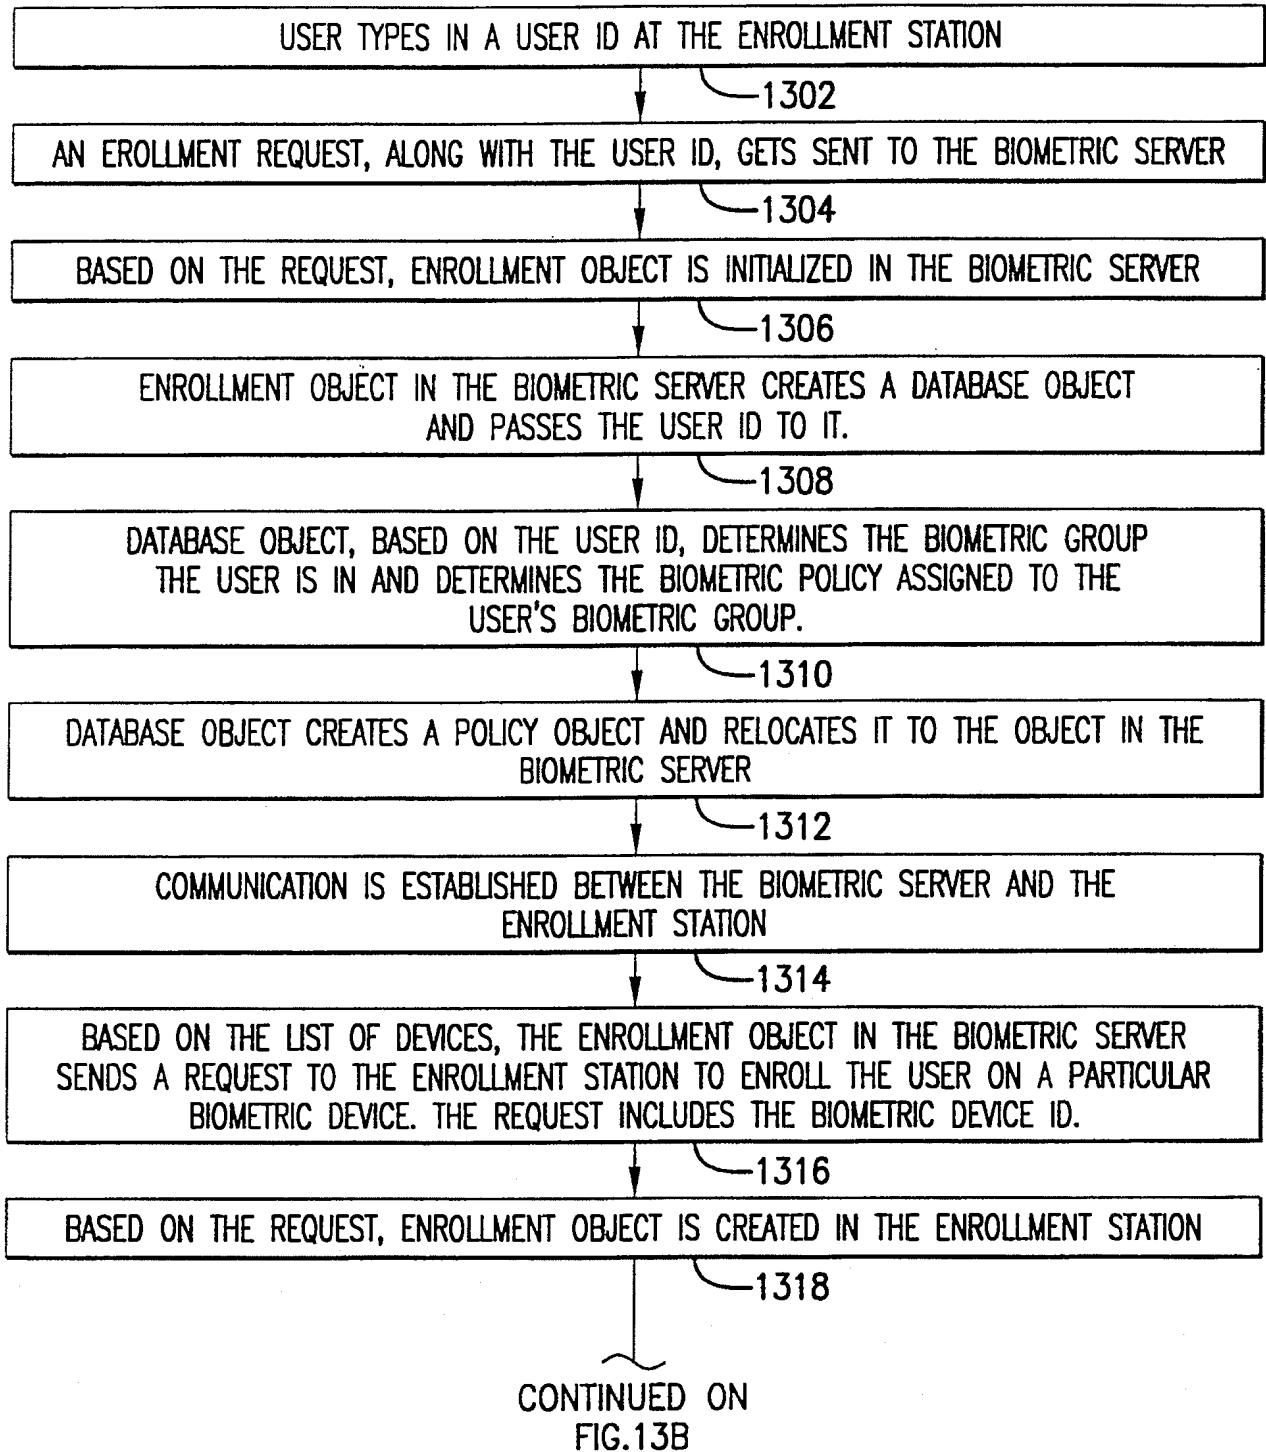 USER TYPES IN A USER ID AT THE ENROLLMENT STATION
1302
AN EROLLMENT REQUEST, ALONG WITH THE USER ID, GETS SENT TO THE BIOMETRIC SERVER
1304
BASED ON THE REQUEST, ENROLLMENT OBJECT IS INITIALIZED IN THE BIOMETRIC SERVER
1306
ENROLLMENT OBJECT IN THE BIOMETRIC SERVER CREATES A DATABASE OBJECT
AND PASSES THE USER ID TO IT.
1308
DATABASE OBJECT, BASED ON THE USER ID, DETERMINES THE BIOMETRIC GROUP
THE USER IS IN AND DETERMINES THE BIOMETRIC POLICY ASSIGNED TO THE
USER'S BIOMETRIC GROUP.
1310
DATABASE OBJECT CREATES A POLICY OBJECT AND RELOCATES IT TO THE OBJECT IN THE
BIOMETRIC SERVER
1312
COMMUNICATION IS ESTABLISHED BETWEEN THE BIOMETRIC SERVER AND THE
ENROLLMENT STATION
1314
BASED ON THE LIST OF DEVICES, THE ENROLLMENT OBJECT IN THE BIOMETRIC SERVER
SENDS A REQUEST TO THE ENROLLMENT STATION TO ENROLL THE USER ON A PARTICULAR
BIOMETRIC DEVICE. THE REQUEST INCLUDES THE BIOMETRIC DEVICE ID.
1316
BASED ON THE REQUEST, ENROLLMENT OBJECT IS CREATED IN THE ENROLLMENT STATION
1318
CONTINUED ON
FIG.13B